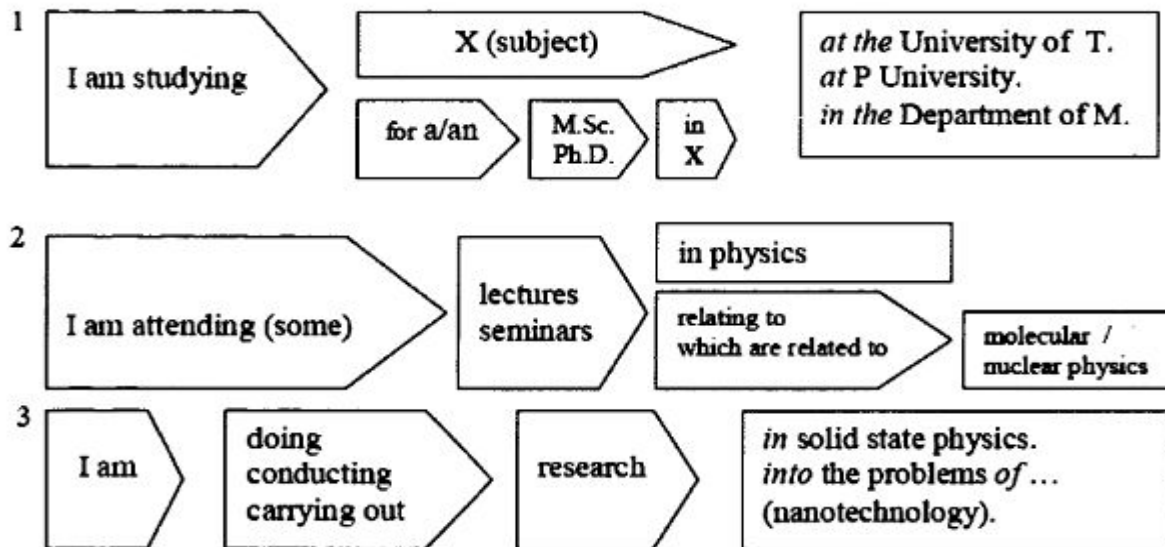 1
I am studying
X (subject)
for a/an
M.Sc.
Ph.D.
in
X
at the University of T.
at P University.
in the Department of M.
2
I am attending (some)
lectures
seminars
in physics
relating to
which are related to
molecular /
nuclear physics
3
I am
doing
conducting
carrying out
research
in solid state physics.
into the problems of ...
(nanotechnology).